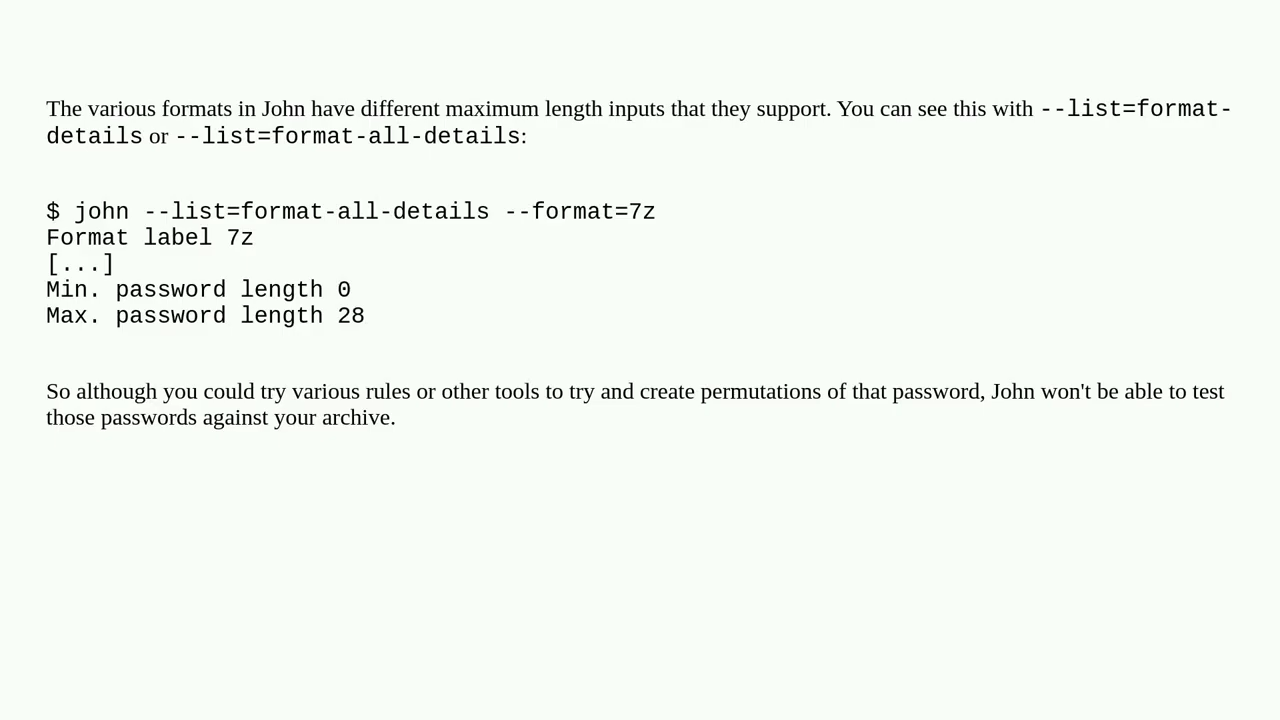 The various formats in John have different maximum length inputs that they support. You can see this with --list=format-
details or --list=format-all-details:
$ john --list=format-all-details --format=7z
Format label 7z
[...]
Min. password length 0
Max. password length 28
So although you could try various rules or other tools to try and create permutations of that password, John won't be able to test
those passwords against your archive.